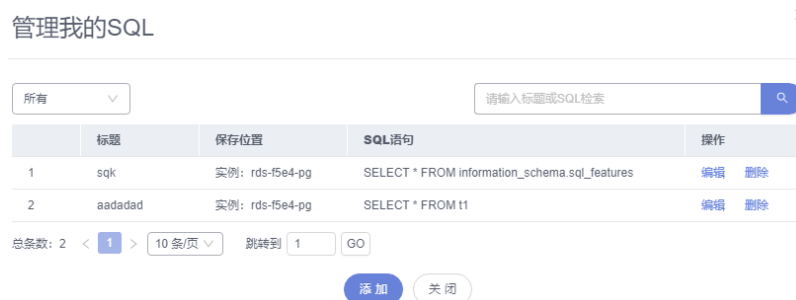 管理我的SQL
所有 请输入标题或SQL检索
标题 保存位置 SQL语句 操作
1 sqk 实例：rds-f5e4-pg SELECT * FROM information_schema.sql_features 编辑 删除
2 aadadad 实例：rds-f5e4-pg SELECT * FROM t1 编辑 删除
总条数：2 < 1 > 10 条/页 跳转到 1 GO
添加 关闭